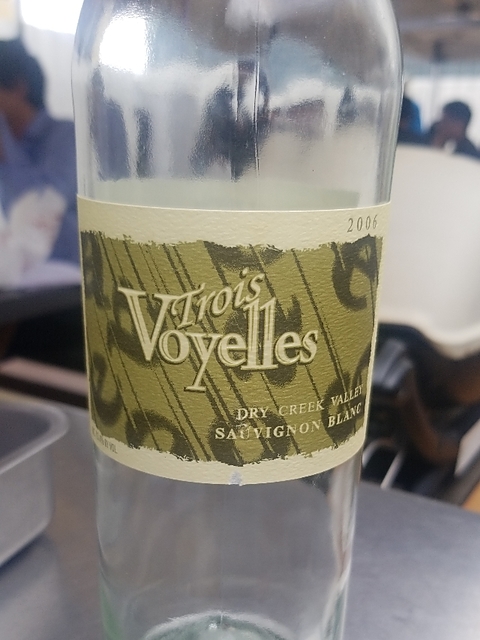 2006
Trois
Voyelles
DRY CREEK VALLEY
SAUVIGNON BLANC